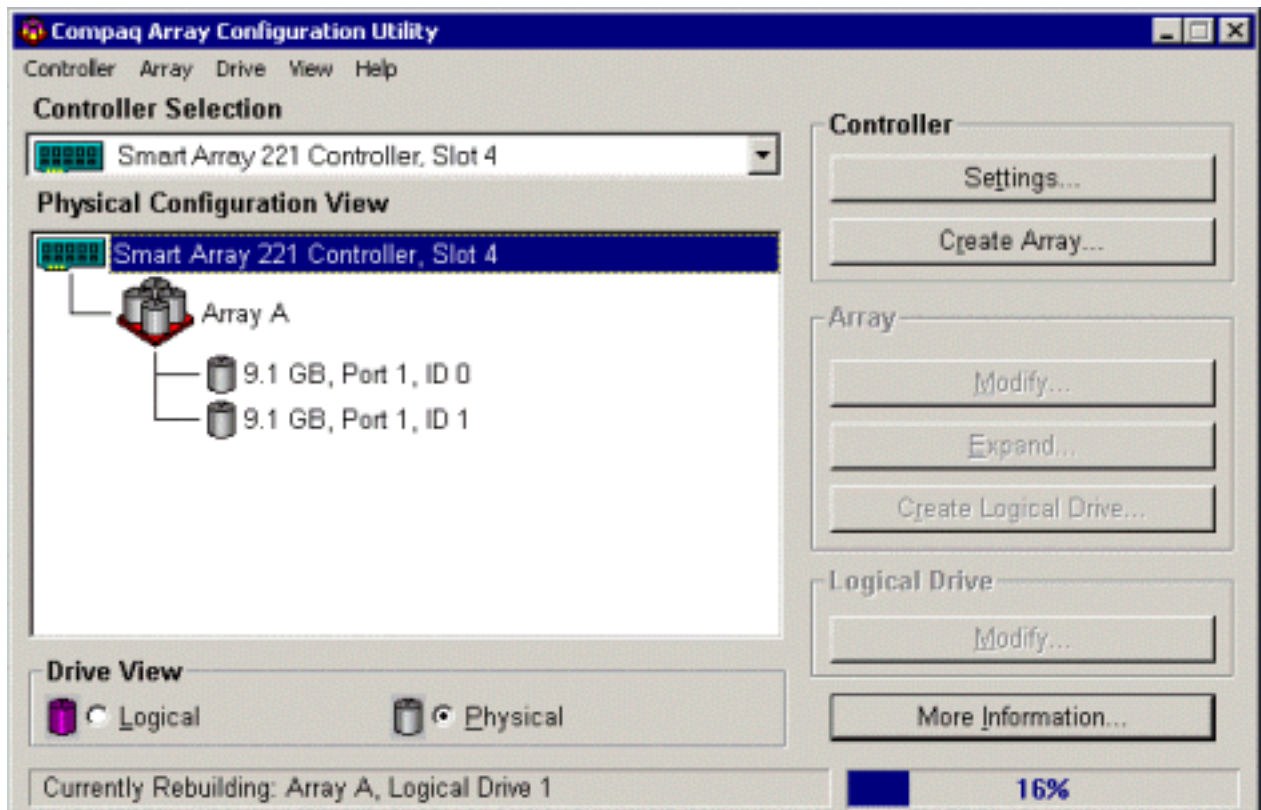 Compaq Array Configuration Utility
Controller Array Drive View Help
Controller Selection
Smart Array 221 Controller, Slot 4
Physical Configuration View
Smart Array 221 Controller, Slot 4
Array A
9.1 GB, Port 1, ID 0
9.1 GB, Port 1, ID 1
Drive View
Logical
Physical
Controller
Settings...
Create Array...
Array
Modify...
Expand...
Create Logical Drive...
Logical Drive
Modify...
More Information...
Currently Rebuilding: Array A, Logical Drive 1
16%